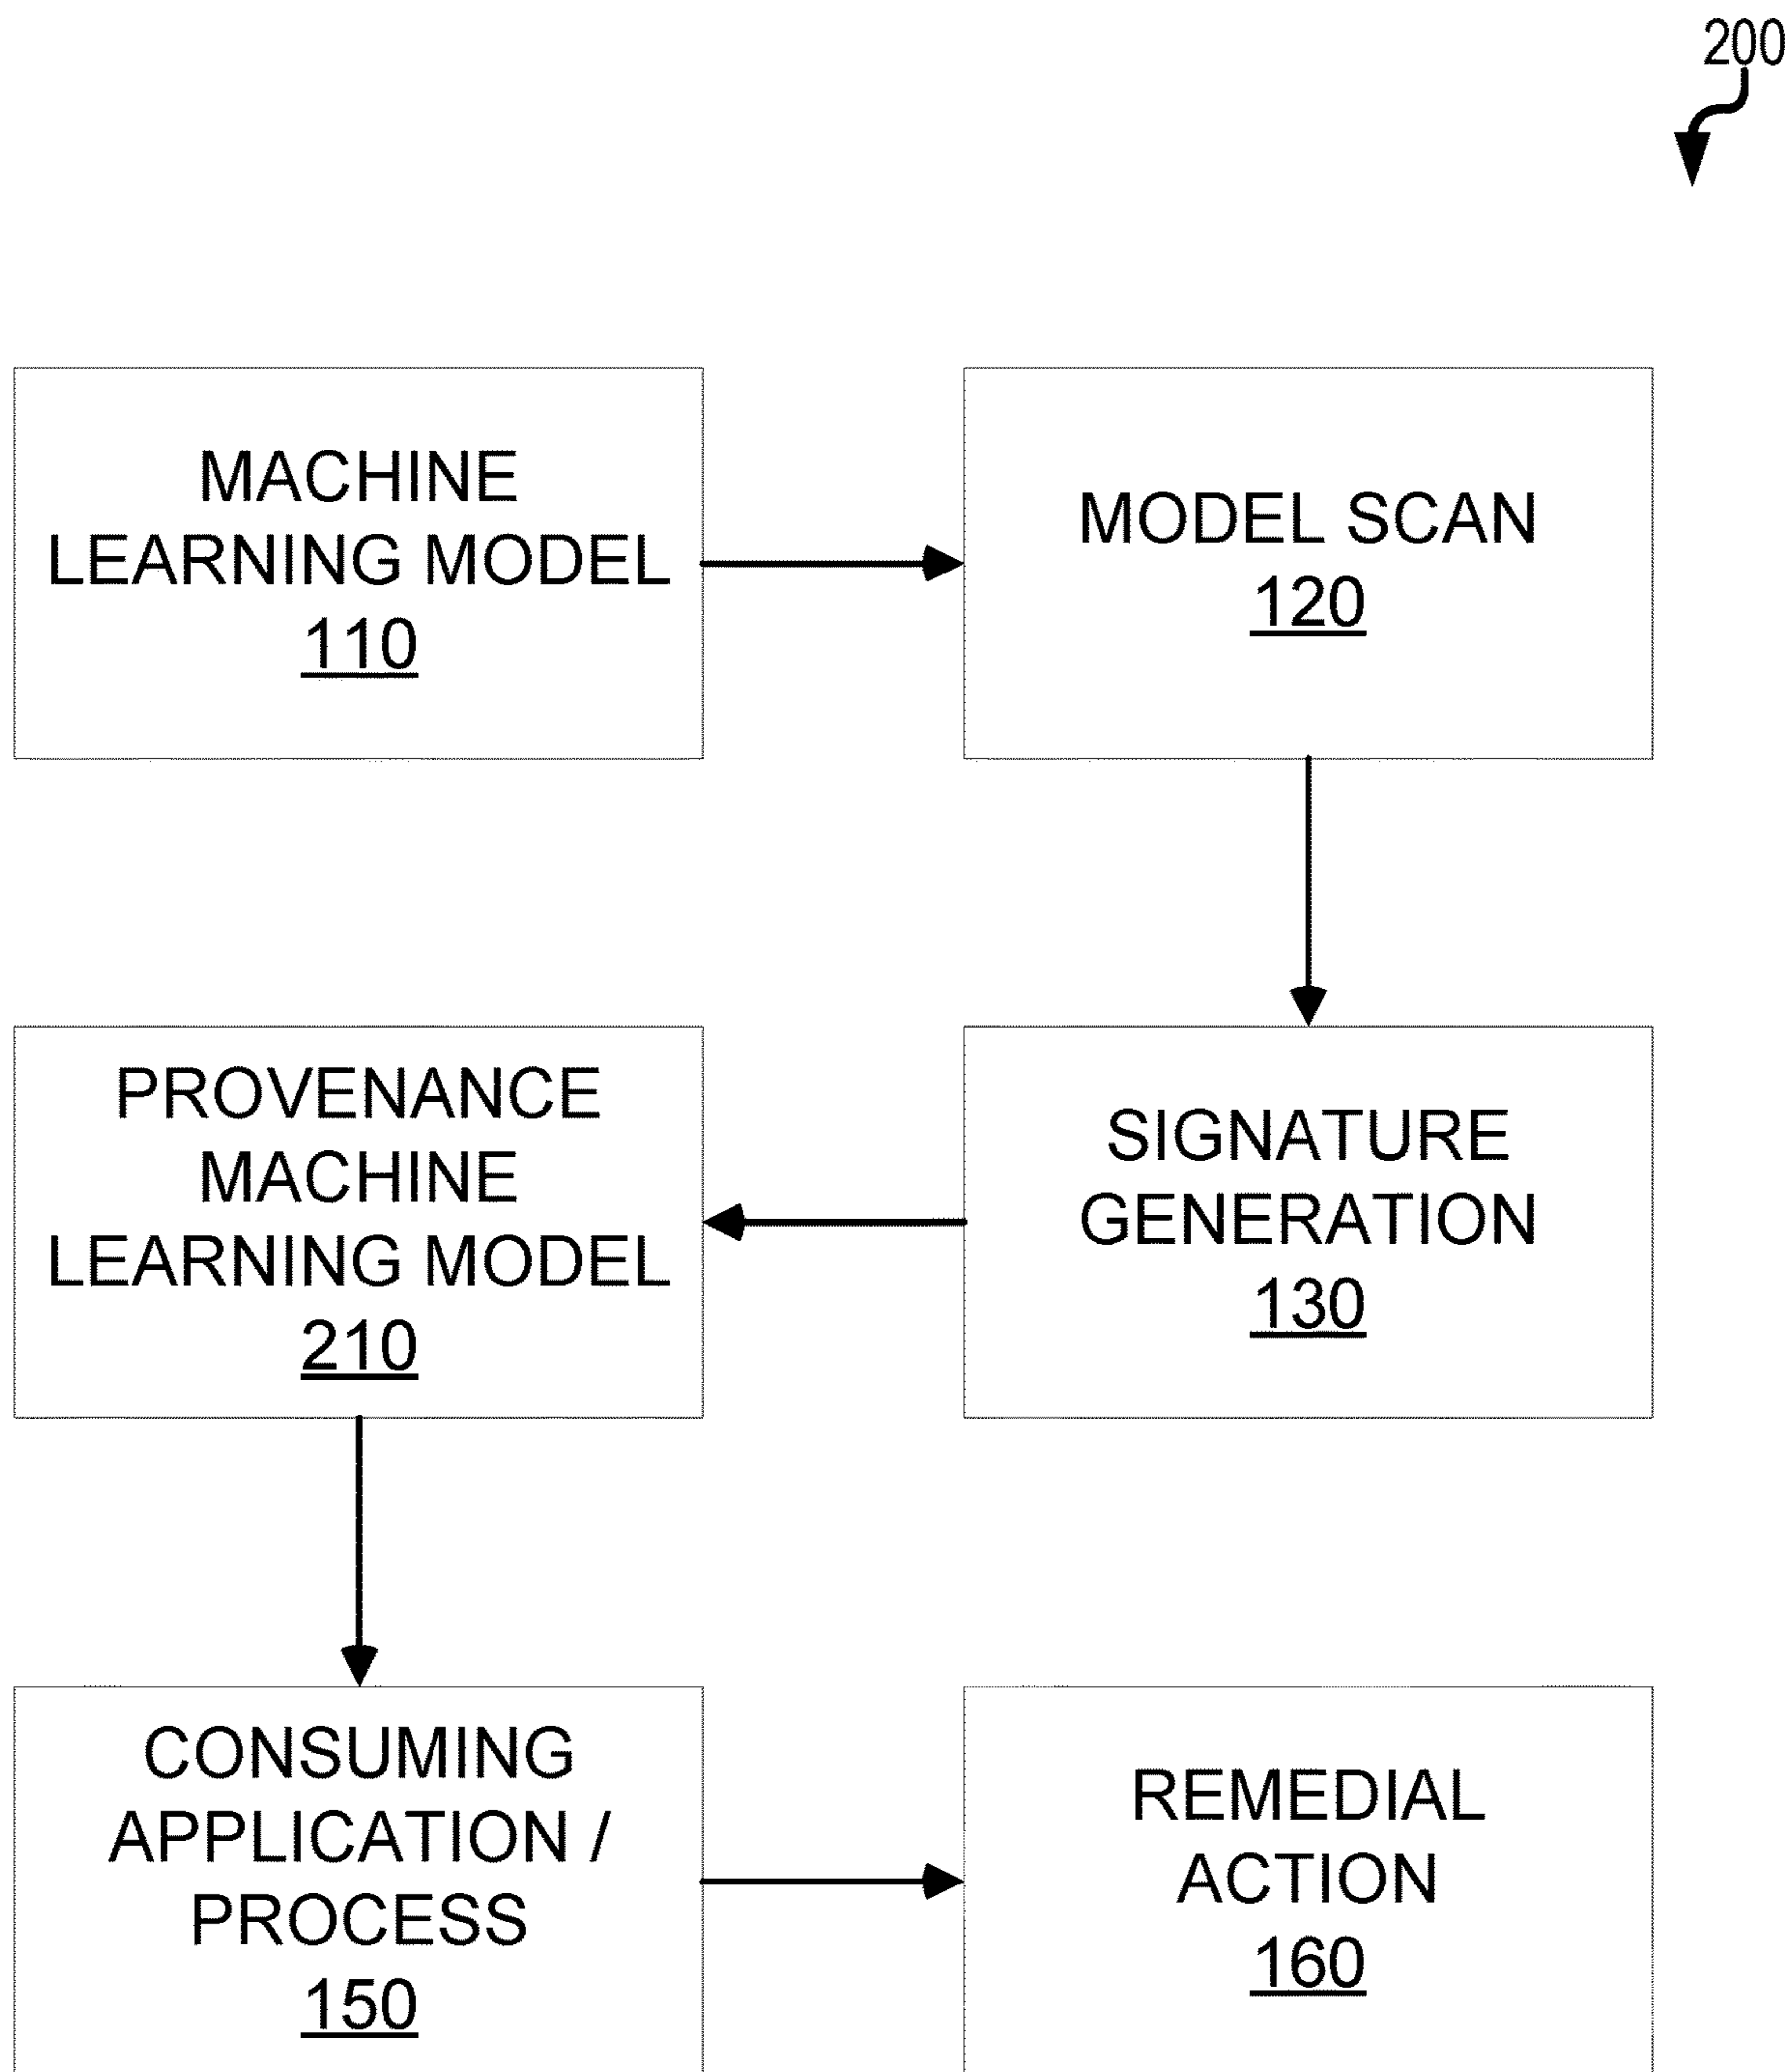 200
MACHINE
LEARNING MODEL
110
MODEL SCAN
120
PROVENANCE
MACHINE
LEARNING MODEL
210
SIGNATURE
GENERATION
130
CONSUMING
APPLICATION /
PROCESS
150
REMEDIAL
ACTION
160